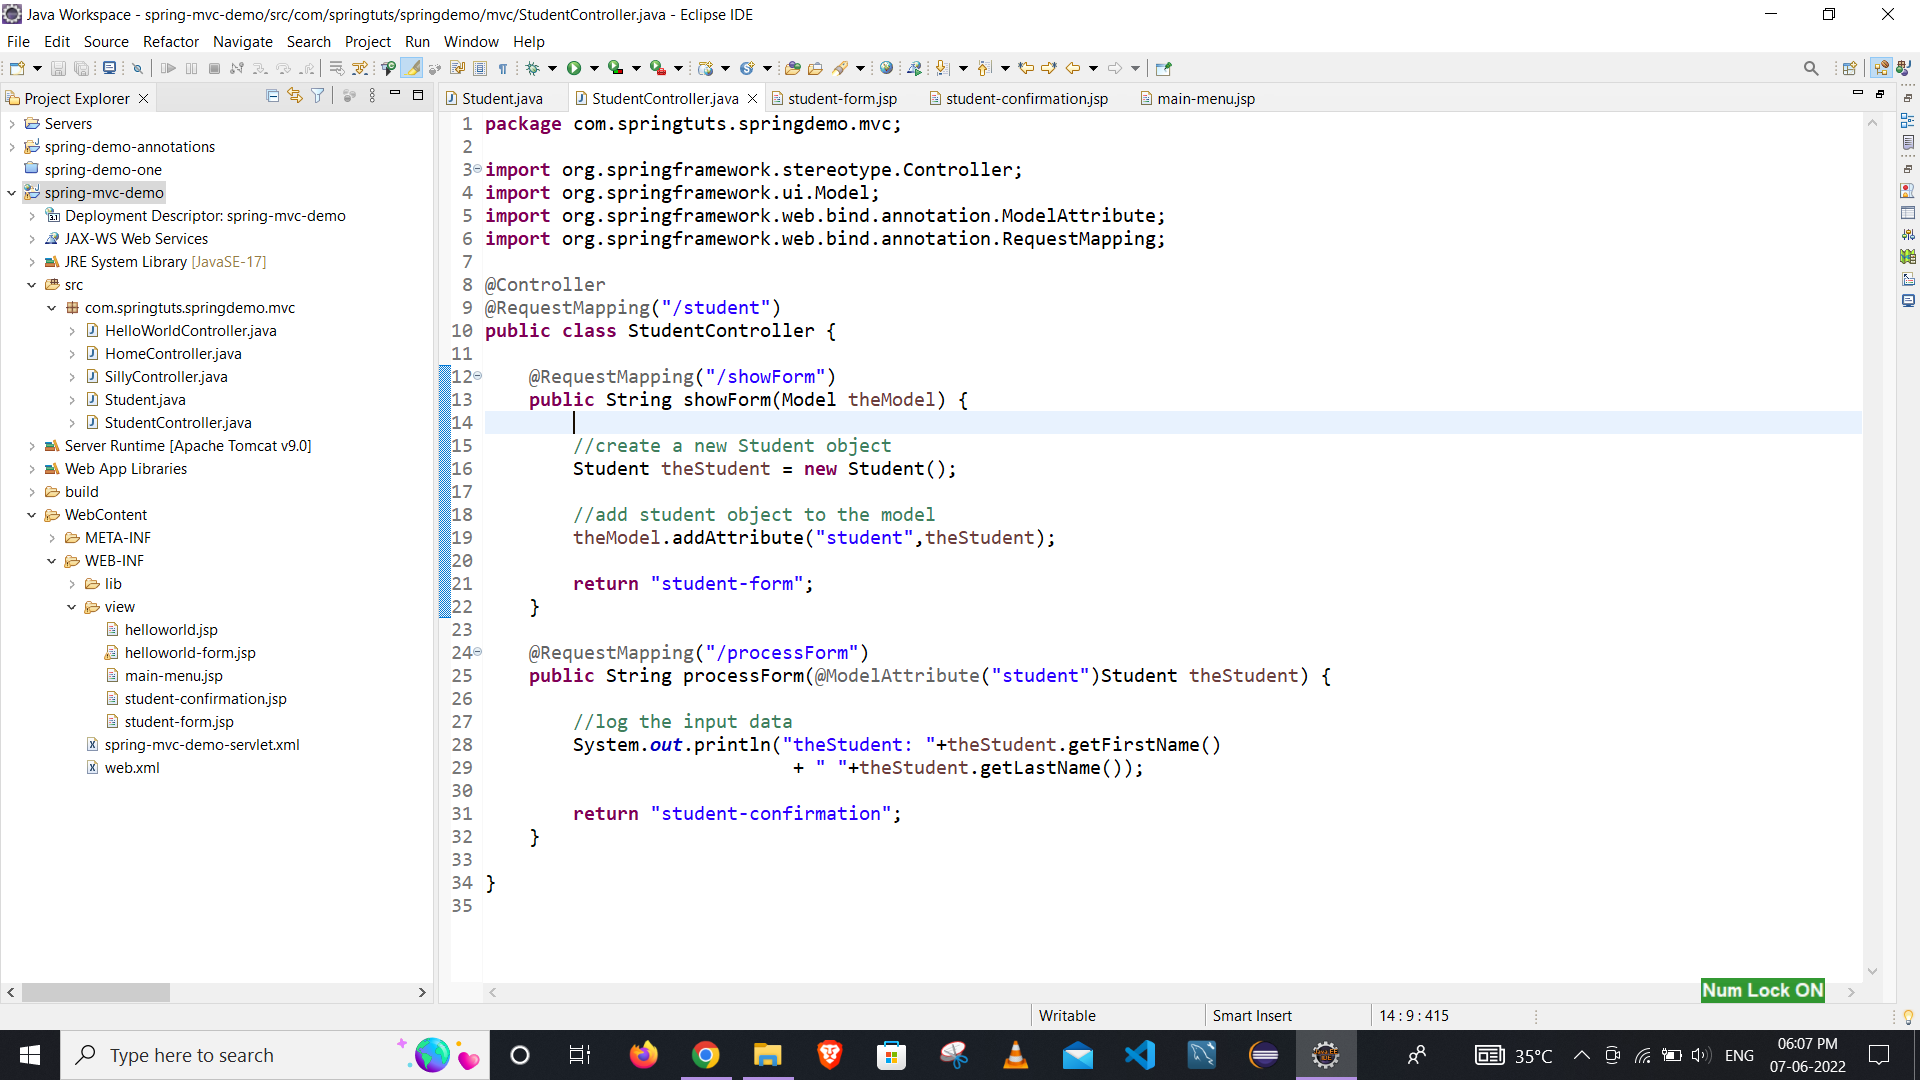 Java Workspace - spring-mvc-demo/src/com/springtuts/springdemo/mvc/StudentController.java - Eclipse IDE
File Edit Source Refactor Navigate Search Project Run Window Help
Project Explorer
Servers
spring-demo-annotations
spring-demo-one
spring-mvc-demo
Deployment Descriptor: spring-mvc-demo
JAX-WS Web Services
JRE System Library [JavaSE-17]
src
com.springtuts.springdemo.mvc
HelloWorldController.java
HomeController.java
SillyController.java
Student.java
StudentController.java
Server Runtime [Apache Tomcat v9.0]
Web App Libraries
build
WebContent
META-INF
WEB-INF
lib
view
helloworld.jsp
helloworld-form.jsp
main-menu.jsp
student-confirmation.jsp
student-form.jsp
spring-mvc-demo-servlet.xml
web.xml
Student.java StudentController.java student-form.jsp student-confirmation.jsp main-menu.jsp
1 package com.springtuts.springdemo.mvc;
2
3 import org.springframework.stereotype.Controller;
4 import org.springframework.ui.Model;
5 import org.springframework.web.bind.annotation.ModelAttribute;
6 import org.springframework.web.bind.annotation.RequestMapping;
7
8 @Controller
9 @RequestMapping("/student")
10 public class StudentController {
11
12 @RequestMapping("/showForm")
13 public String showForm(Model theModel) {
14
15 //create a new Student object
16 Student theStudent = new Student();
17
18 //add student object to the model
19 theModel.addAttribute("student",theStudent);
20
21 return "student-form";
22 }
23
24 @RequestMapping("/processForm")
25 public String processForm(@ModelAttribute("student")Student theStudent) {
26
27 //log the input data
28 System.out.println("theStudent: "+theStudent.getFirstName()
29 + " "+theStudent.getLastName());
30
31 return "student-confirmation";
32 }
33
34 }
35
Num Lock ON
Writable Smart Insert 14 : 9 : 415
Type here to search
35°C ENG 06:07 PM
07-06-2022